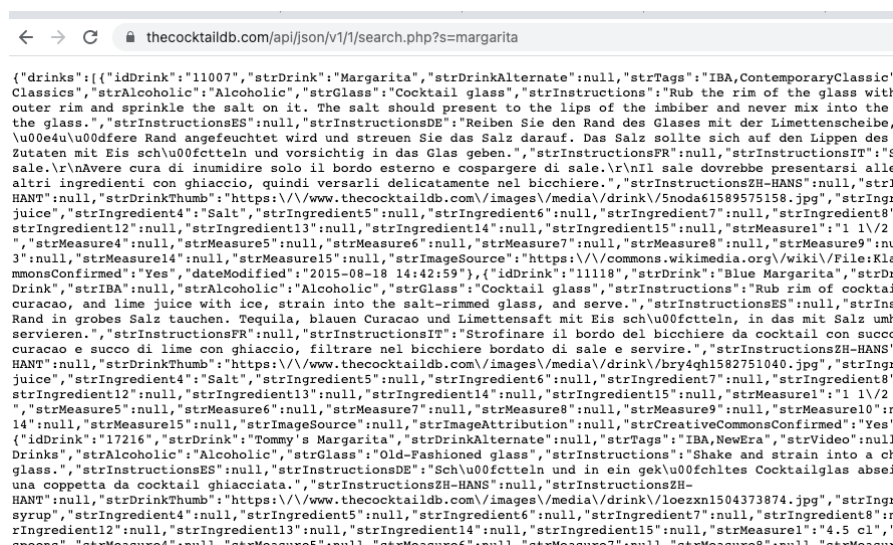 thecocktaildb.com/api/json/v1/1/search.php?s=margarita
{"drinks":[{"idDrink":"11007","strDrink":"Margarita","strDrinkAlternate":null,"strTags":"IBA,ContemporaryClassic"
Classics","strAlcoholic":"Alcoholic","strGlass":"Cocktail glass","strInstructions":"Rub the rim of the glass with
outer rim and sprinkle the salt on it. The salt should present to the lips of the imbiber and never mix into the
the glass.","strInstructionsES":null,"strInstructionsDE":"Reiben Sie den Rand des Glases mit der Limettenscheibe,
\u00e4u\u00dfere Rand angefeuchtet wird und streuen Sie das Salz darauf. Das Salz sollte sich auf den Lippen des
Zutaten mit Eis sch\u00fctteln und vorsichtig in das Glas geben.","strInstructionsFR":null,"strInstructionsIT":"S
sale.\r\nAvere cura di inumidire solo il bordo esterno e cospargere di sale.\r\nIl sale dovrebbe presentarsi alle
altri ingredienti con ghiaccio, quindi versarli delicatamente nel bicchiere.","strInstructionsZH-HANS":null,"str
HANT":null,"strDrinkThumb":"https:\/\/www.thecocktaildb.com\/images\/media\/drink\/5noda61589575158.jpg","strIngr
juice","strIngredient4":"Salt","strIngredient5":null,"strIngredient6":null,"strIngredient7":null,"strIngredient8"
strIngredient12":null,"strIngredient13":null,"strIngredient14":null,"strIngredient15":null,"strMeasure1":"1 1\/2
","strMeasure4":null,"strMeasure5":null,"strMeasure6":null,"strMeasure7":null,"strMeasure8":null,"strMeasure9":nu
3":null,"strMeasure14":null,"strMeasure15":null,"strImageSource":"https:\/\/commons.wikimedia.org\/wiki\/File:Kla
mmonsConfirmed":"Yes","dateModified":"2015-08-18 14:42:59"},{"idDrink":"11118","strDrink":"Blue Margarita","strDr
Drink","strIBA":null,"strAlcoholic":"Alcoholic","strGlass":"Cocktail glass","strInstructions":"Rub rim of cocktai
curacao, and lime juice with ice, strain into the salt-rimmed glass, and serve.","strInstructionsES":null,"strIns
Rand in grobes Salz tauchen. Tequila, blauen Curacao und Limettensaft mit Eis sch\u00fctteln, in das mit Salz umh
servieren.","strInstructionsFR":null,"strInstructionsIT":"Strofinare il bordo del bicchiere da cocktail con succo
curacao e succo di lime con ghiaccio, filtrare nel bicchiere bordato di sale e servire.","strInstructionsZH-HANS"
HANT":null,"strDrinkThumb":"https:\/\/www.thecocktaildb.com\/images\/media\/drink\/bry4qh1582751040.jpg","strIngr
juice","strIngredient4":"Salt","strIngredient5":null,"strIngredient6":null,"strIngredient7":null,"strIngredient8"
strIngredient12":null,"strIngredient13":null,"strIngredient14":null,"strIngredient15":null,"strMeasure1":"1 1\/2
","strMeasure5":null,"strMeasure6":null,"strMeasure7":null,"strMeasure8":null,"strMeasure9":null,"strMeasure10":n
14":null,"strMeasure15":null,"strImageSource":null,"strImageAttribution":null,"strCreativeCommonsConfirmed":"Yes"
{"idDrink":"17216","strDrink":"Tommy's Margarita","strDrinkAlternate":null,"strTags":"IBA,NewEra","strVideo":null
Drinks","strAlcoholic":"Alcoholic","strGlass":"Old-Fashioned glass","strInstructions":"Shake and strain into a ch
glass.","strInstructionsES":null,"strInstructionsDE":"Sch\u00fctteln und in ein gek\u00fchltes Cocktailglas absei
una coppetta da cocktail ghiacciata.","strInstructionsZH-HANS":null,"strInstructionsZH-
HANT":null,"strDrinkThumb":"https:\/\/www.thecocktaildb.com\/images\/media\/drink\/loezxn1504373874.jpg","strIngr
syrup","strIngredient4":null,"strIngredient5":null,"strIngredient6":null,"strIngredient7":null,"strIngredient8":n
rIngredient12":null,"strIngredient13":null,"strIngredient14":null,"strIngredient15":null,"strMeasure1":"4.5 cl","